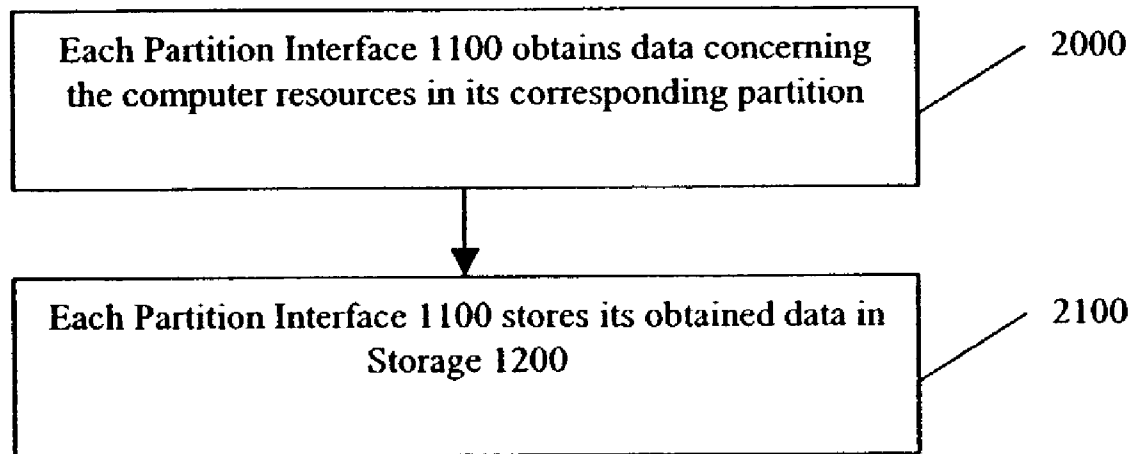 Each Partition Interface 1100 obtains data concerning
the computer resources in its corresponding partition
2000
Each Partition Interface 1100 stores its obtained data in
Storage 1200
2100